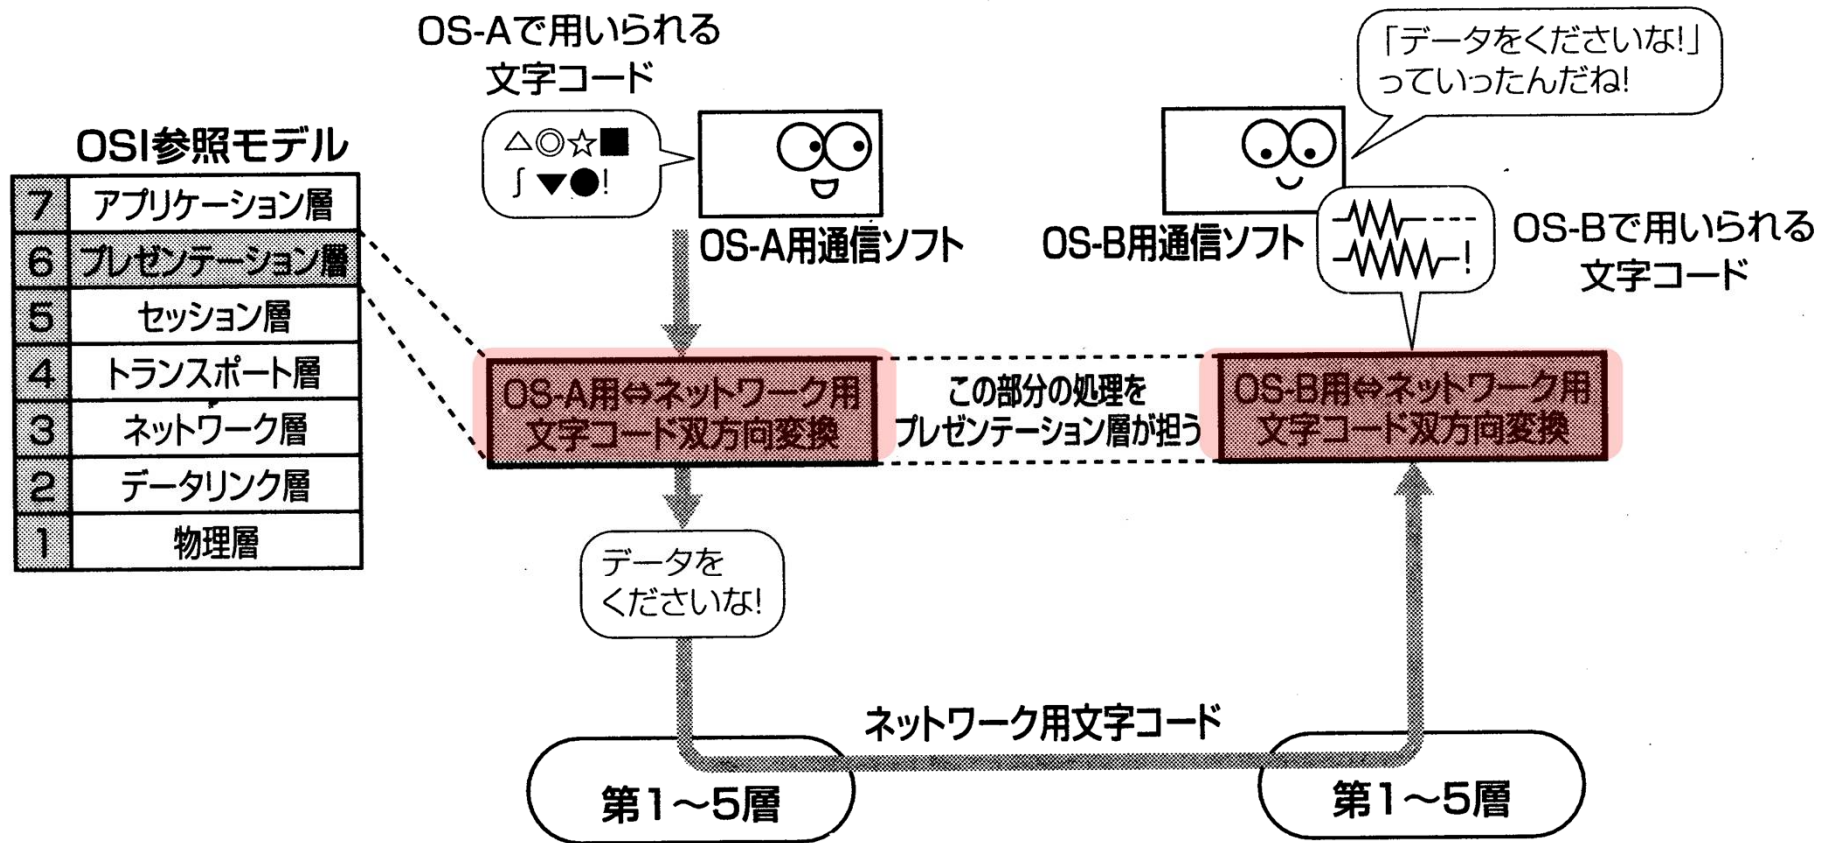 OS-Aで用いられる
文字コード
△◎☆■
∫▼●!
OS-A用通信ソフト
「データをくださいな!」
っていったんだね!
OS-B用通信ソフト
!
OS-Bで用いられる
文字コード
OSI参照モデル
7 アプリケーション層
6 プレゼンテーション層
5 セッション層
4 トランスポート層
3 ネットワーク層
2 データリンク層
1 物理層
OS-A用⇔ネットワーク用
文字コード双方向変換
この部分の処理を
プレゼンテーション層が担う
OS-B用⇔ネットワーク用
文字コード双方向変換
データを
くださいな!
ネットワーク用文字コード
第1～5層
第1～5層